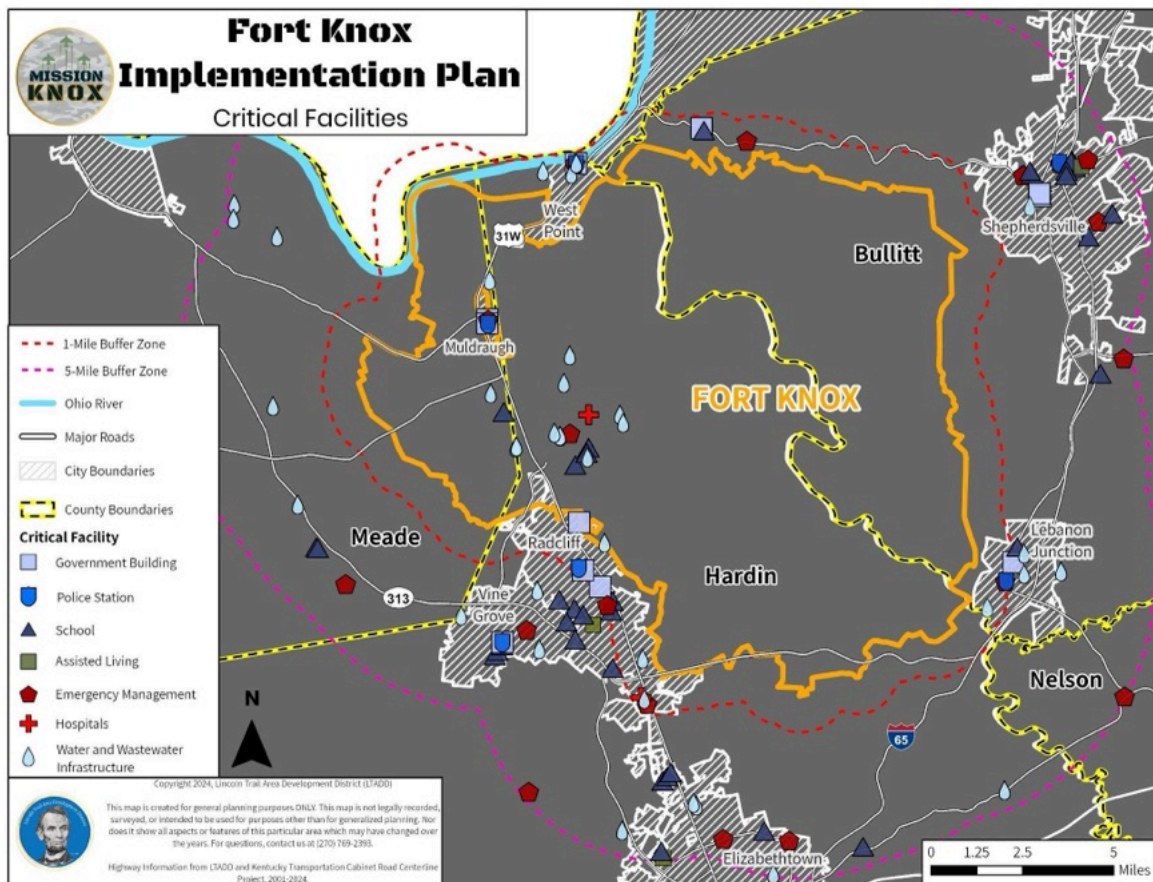 MISSION
KNOX
Fort Knox
Implementation Plan
Critical Facilities
West
Point
31W
Bullitt
Shepherdsville
Muldraugh
FORT KNOX
1-Mile Buffer Zone
5-Mile Buffer Zone
Ohio River
Major Roads
City Boundaries
County Boundaries
Critical Facility
Government Building
Police Station
School
Assisted Living
Emergency Management
Hospitals
Water and Wastewater
Infrastructure
Meade
Radcliff
Lebanon
Junction
Hardin
Vine
Grove
313
Nelson
N
65
Elizabethtown
Copyright 2024, Lincoln Trail Area Development District (LTADD)
This map is created for general planning purposes ONLY. This map is not legally recorded,
surveyed, or intended to be used for purposes other than for generalized planning. Nor
does it show all aspects or features of this particular area which may have changed over
the years. For questions, contact us at (270) 769-2393.
Highway Information from LTADD and Kentucky Transportation Cabinet Road Centerline
Project, 2001-2024.
0 1.25 2.5 5
Miles